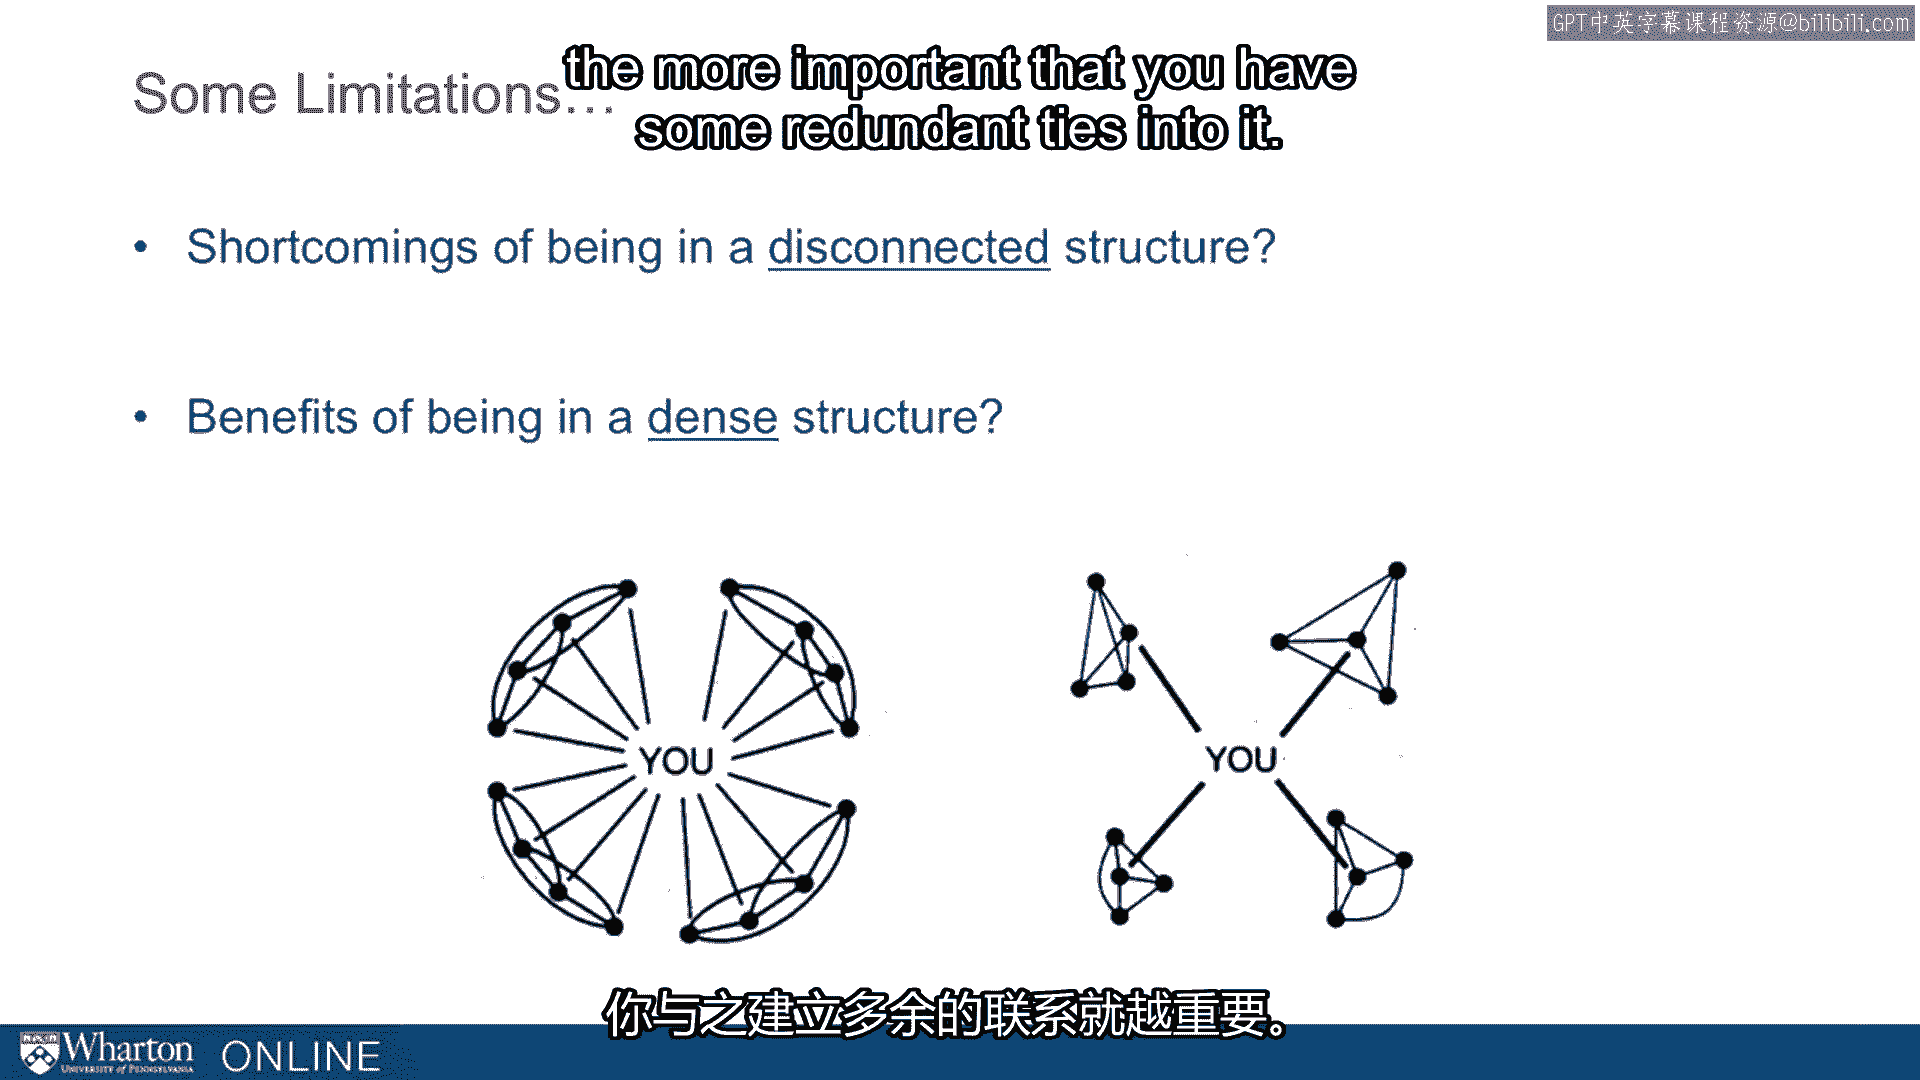 GPT中英字幕课程资源@bilibili.com
the more important that you have
some redundant ties into it.
Some Limitations...
• Shortcomings of being in a disconnected structure?
• Benefits of being in a dense structure?
YOU
YOU
你与之建立多余的联系就越重要。
Wharton
UNIVERSITY of PENNSYLVANIA
ONLINE